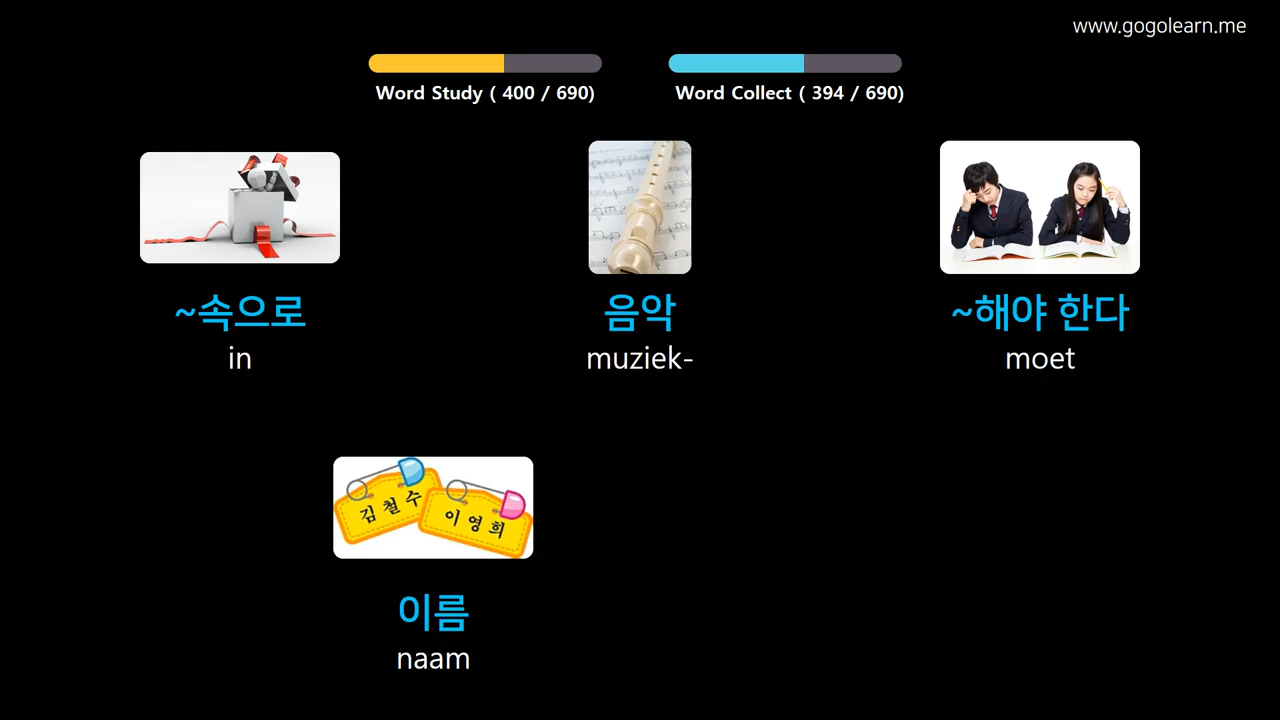 www.gogolearn.me
Word Study ( 400 / 690)
Word Collect ( 394 / 690)
~속으로
in
음악
muziek-
~해야 한다
moet
김철수
이영희
이름
naam